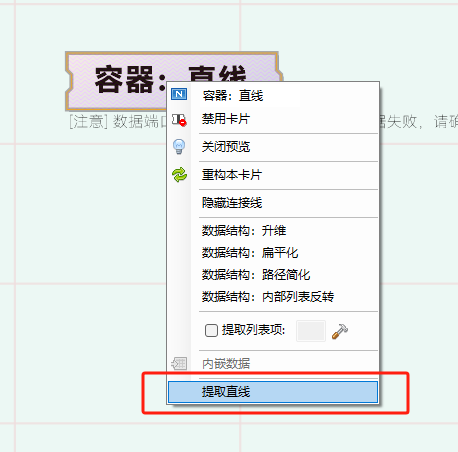 容器：直线
[注意] 数据端口
据失败，请确
N
容器：直线
禁用卡片
关闭预览
重构本卡片
隐藏连接线
数据结构：升维
数据结构：扁平化
数据结构：路径简化
数据结构：内部列表反转
提取列表项:
内嵌数据
提取直线